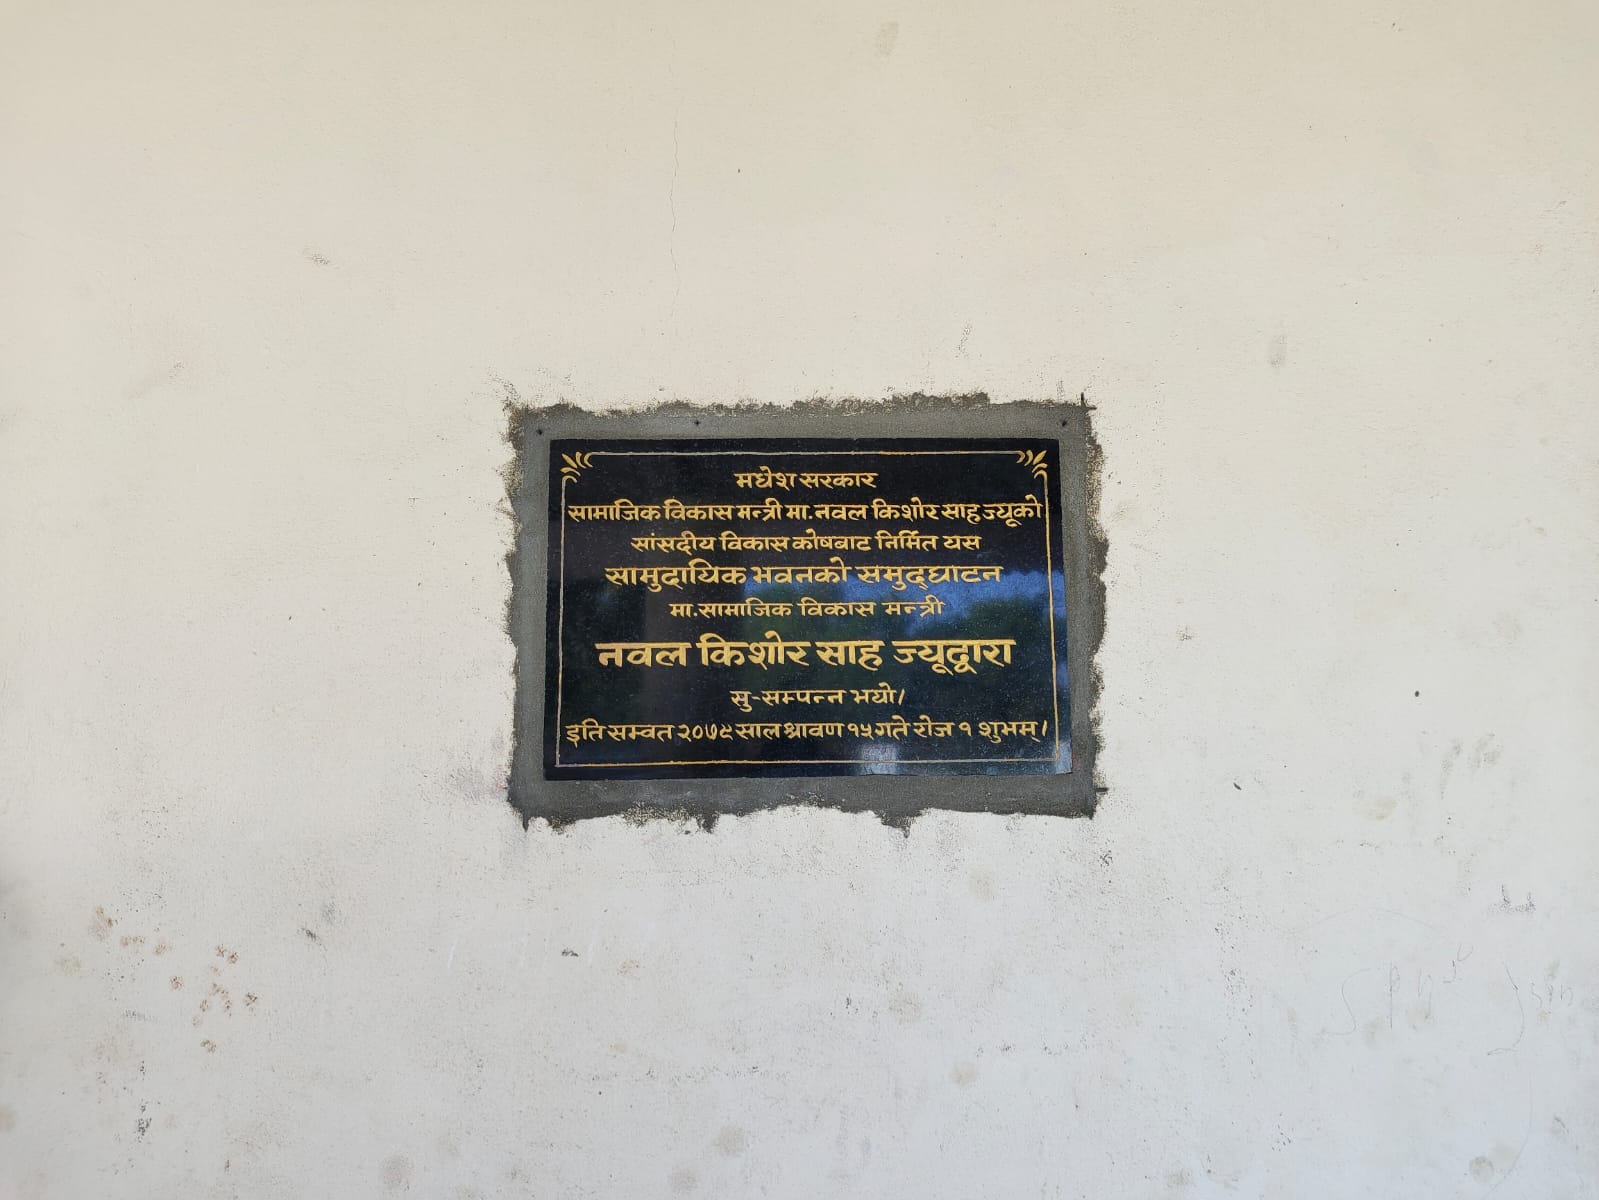 मधेश सरकार
सामाजिक विकास मन्त्री मा. नवल किशोर साह ज्यूको
सांसदीय विकास कोषबाट निर्मित यस
सामुदायिक भवनको समुद्घाटन
मा. सामाजिक विकास मन्त्री
नवल किशोर साह ज्यूद्वारा
सु-सम्पन्न भयो।
इति सम्वत २०७९ साल श्रावण १५ गते रोज १ शुभम्।